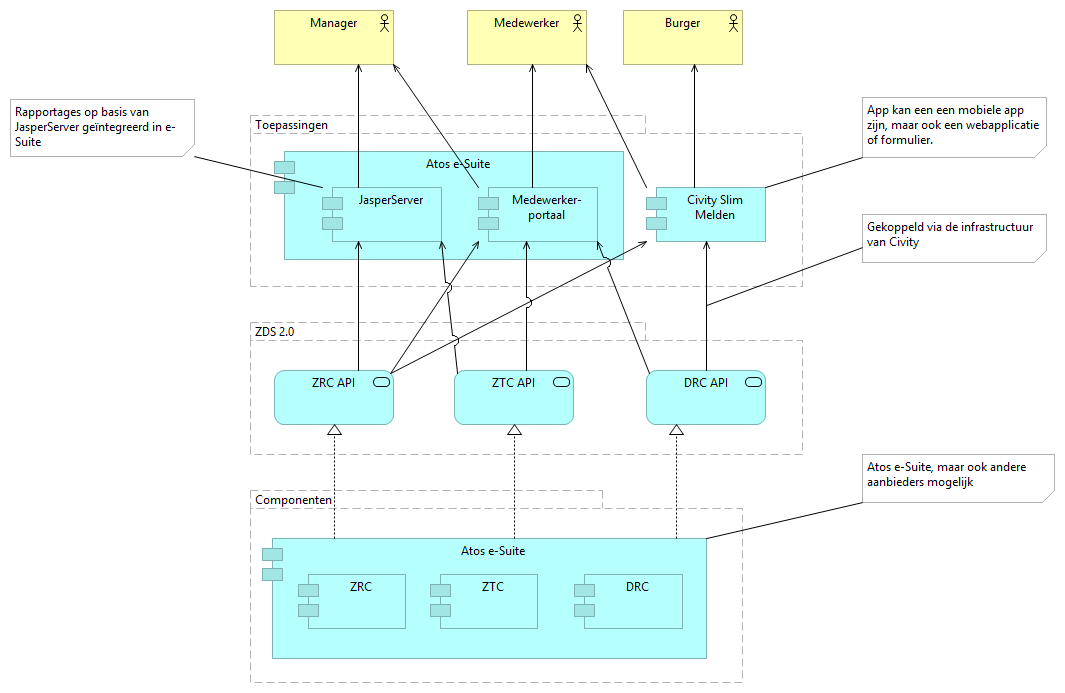 Manager
Medewerker
Burger
Rapportages op basis van
JasperServer geïntegreerd in e-
Suite
App kan een een mobiele app
zijn, maar ook een webapplicatie
of formulier.
Toepassingen
Atos e-Suite
JasperServer
Medewerker-
portaal
Civity Slim
Melden
Gekoppeld via de infrastructuur
van Civity
ZDS 2.0
ZRC API
ZTC API
DRC API
Atos e-Suite, maar ook andere
aanbieders mogelijk
Componenten
Atos e-Suite
ZRC
ZTC
DRC